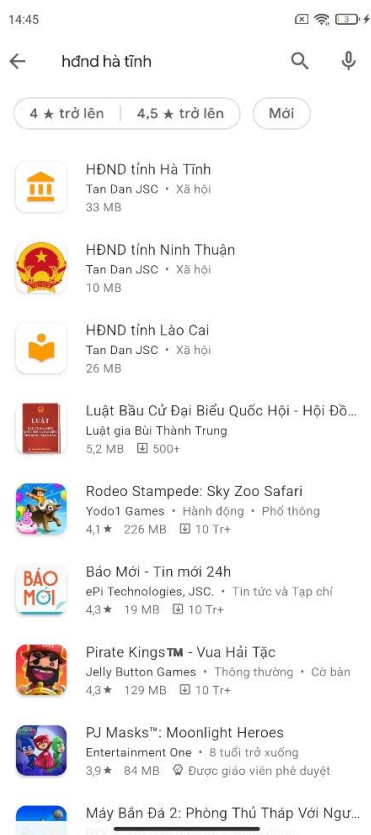 14:45
3
hđnd hà tĩnh
4 ★ trở lên
4,5 ★ trở lên
Mới
HĐND tỉnh Hà Tĩnh
Tan Dan JSC • Xã hội
33 MB
HĐND tỉnh Ninh Thuận
Tan Dan JSC • Xã hội
10 MB
HĐND tỉnh Lào Cai
Tan Dan JSC • Xã hội
26 MB
LUẬT
Luật Bầu Cử Đại Biểu Quốc Hội - Hội Đồ...
Luật gia Bùi Thành Trung
5,2 MB 500+
Rodeo Stampede: Sky Zoo Safari
Yodo1 Games • Hành động • Phổ thông
4,1★ 226 MB 10 Tr+
BÁO
MỚI
Báo Mới - Tin mới 24h
ePi Technologies, JSC. • Tin tức và Tạp chí
4,3★ 19 MB 10 Tr+
Pirate Kings™ - Vua Hải Tặc
Jelly Button Games • Thông thường • Cờ bàn
4,3★ 129 MB 10 Tr+
PJ Masks™: Moonlight Heroes
Entertainment One • 8 tuổi trở xuống
3,9★ 84 MB Được giáo viên phê duyệt
Máy Bắn Đá 2: Phòng Thủ Tháp Với Ngư...